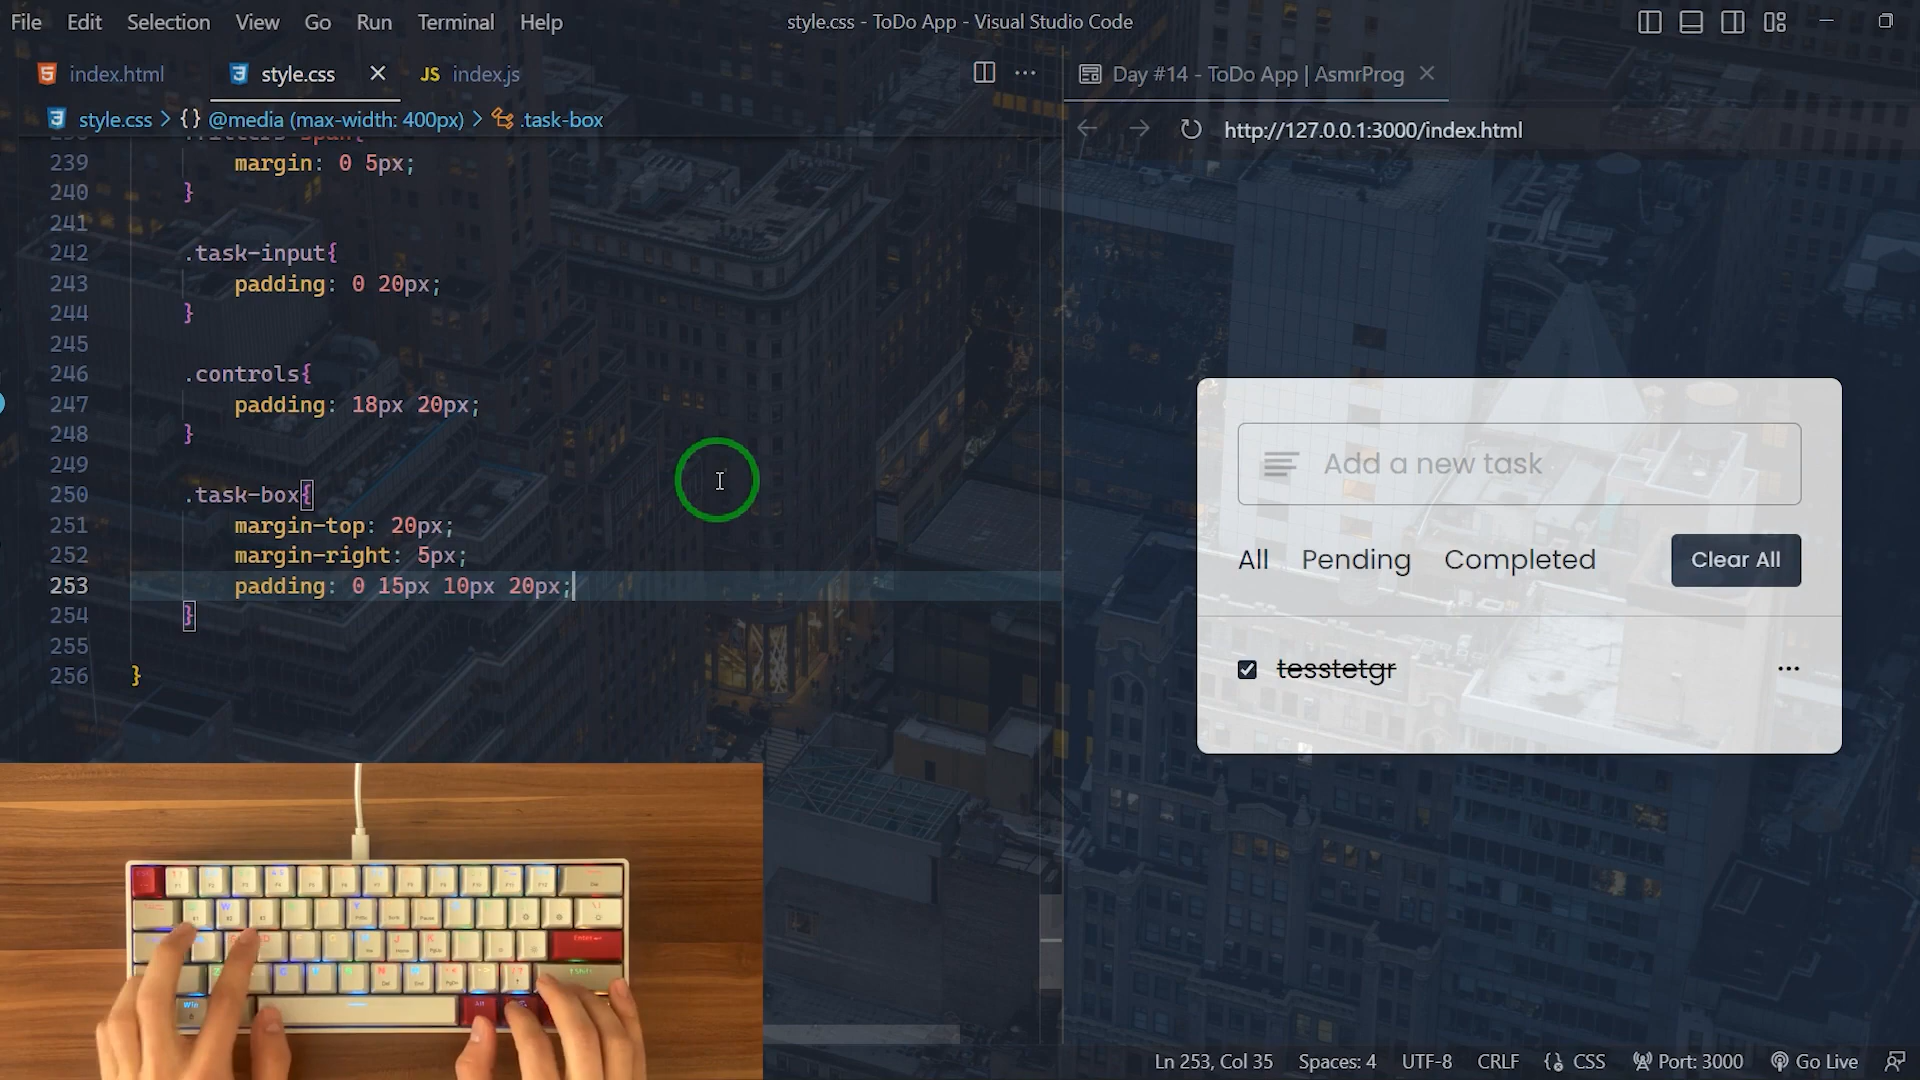 File Edit Selection View Go Run Terminal Help
style.css - ToDo App - Visual Studio Code
index.html
style.css
JS index.js
Day #14 - ToDo App | AsmrProg
style.css > {} @media (max-width: 400px) > .task-box
http://127.0.0.1:3000/index.html
239 margin: 0 5px;
240 }
241
242 .task-input{
243 padding: 0 20px;
244 }
245
246 .controls{
247 padding: 18px 20px;
248 }
249
250 .task-box{
251 margin-top: 20px;
252 margin-right: 5px;
253 padding: 0 15px 10px 20px;
254 }
255
256 }
Add a new task
All Pending Completed Clear All
tesstetgr
Ln 253, Col 35 Spaces: 4 UTF-8 CRLF {} CSS Port: 3000 Go Live